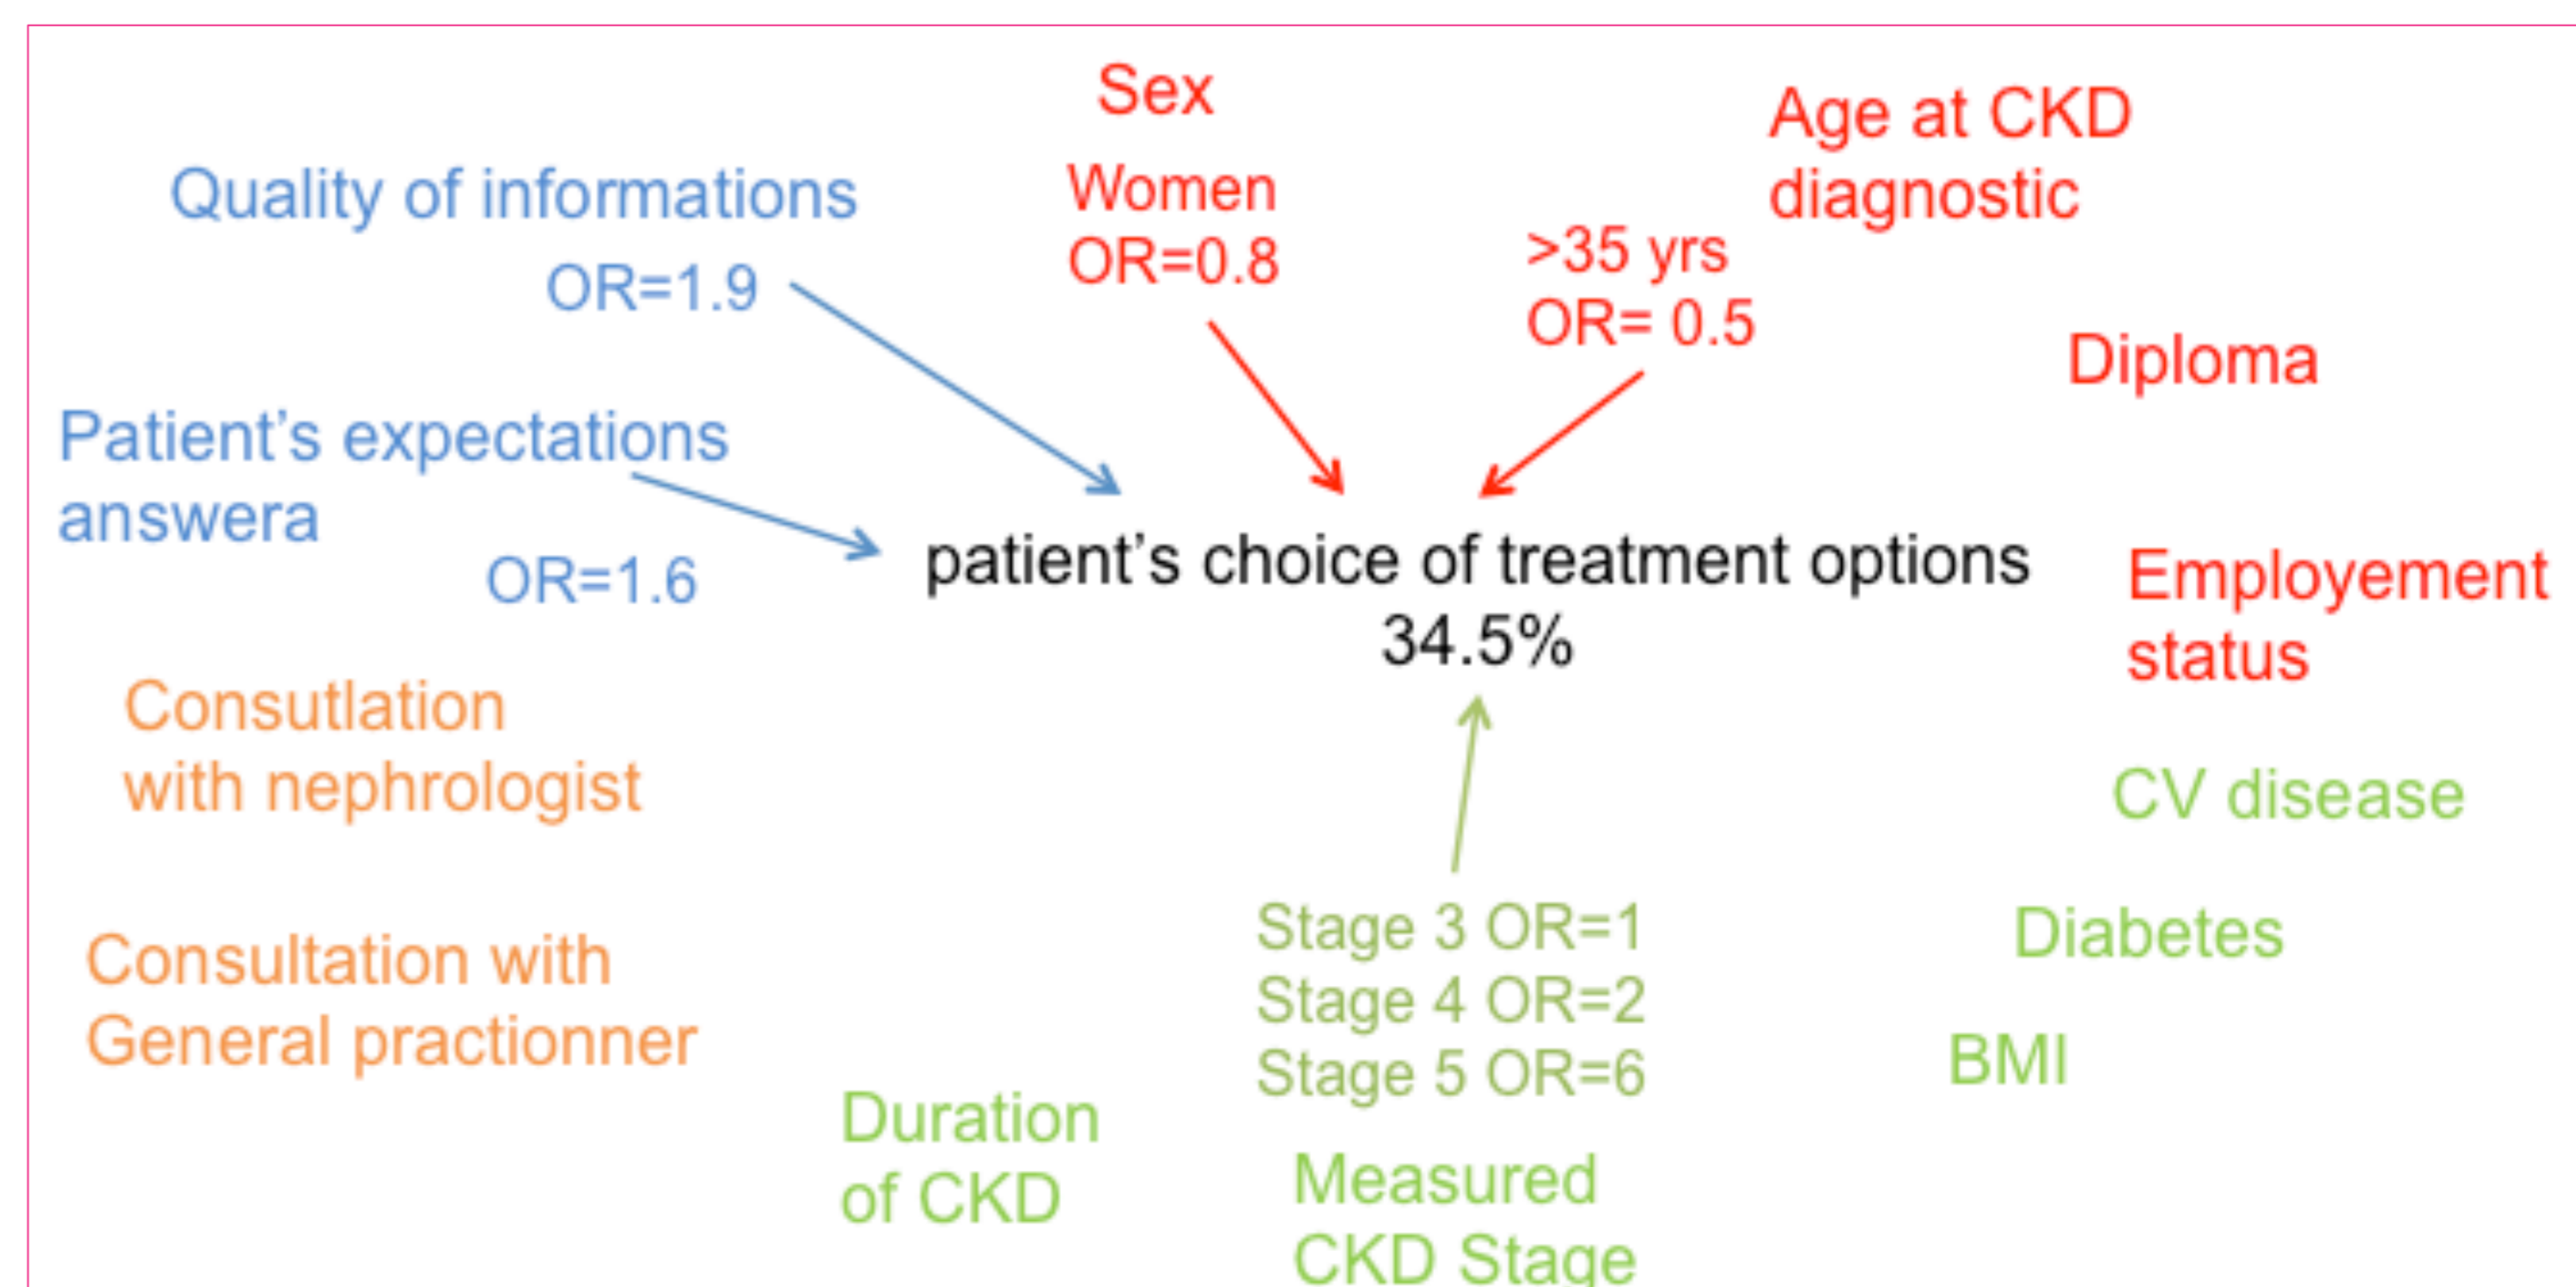 Sex
Women
OR=0.8
Age at CKD
diagnostic
>35 yrs
OR= 0.5
Quality of informations
OR=1.9
Diploma
Patient's expectations
answera
OR=1.6
patient's choice of treatment options
34.5%
Employement
status
Consutlation
with nephrologist
CV disease
Consultation with
General practionner
Stage 3 OR=1
Stage 4 OR=2
Stage 5 OR=6
Diabetes
BMI
Duration
of CKD
Measured
CKD Stage